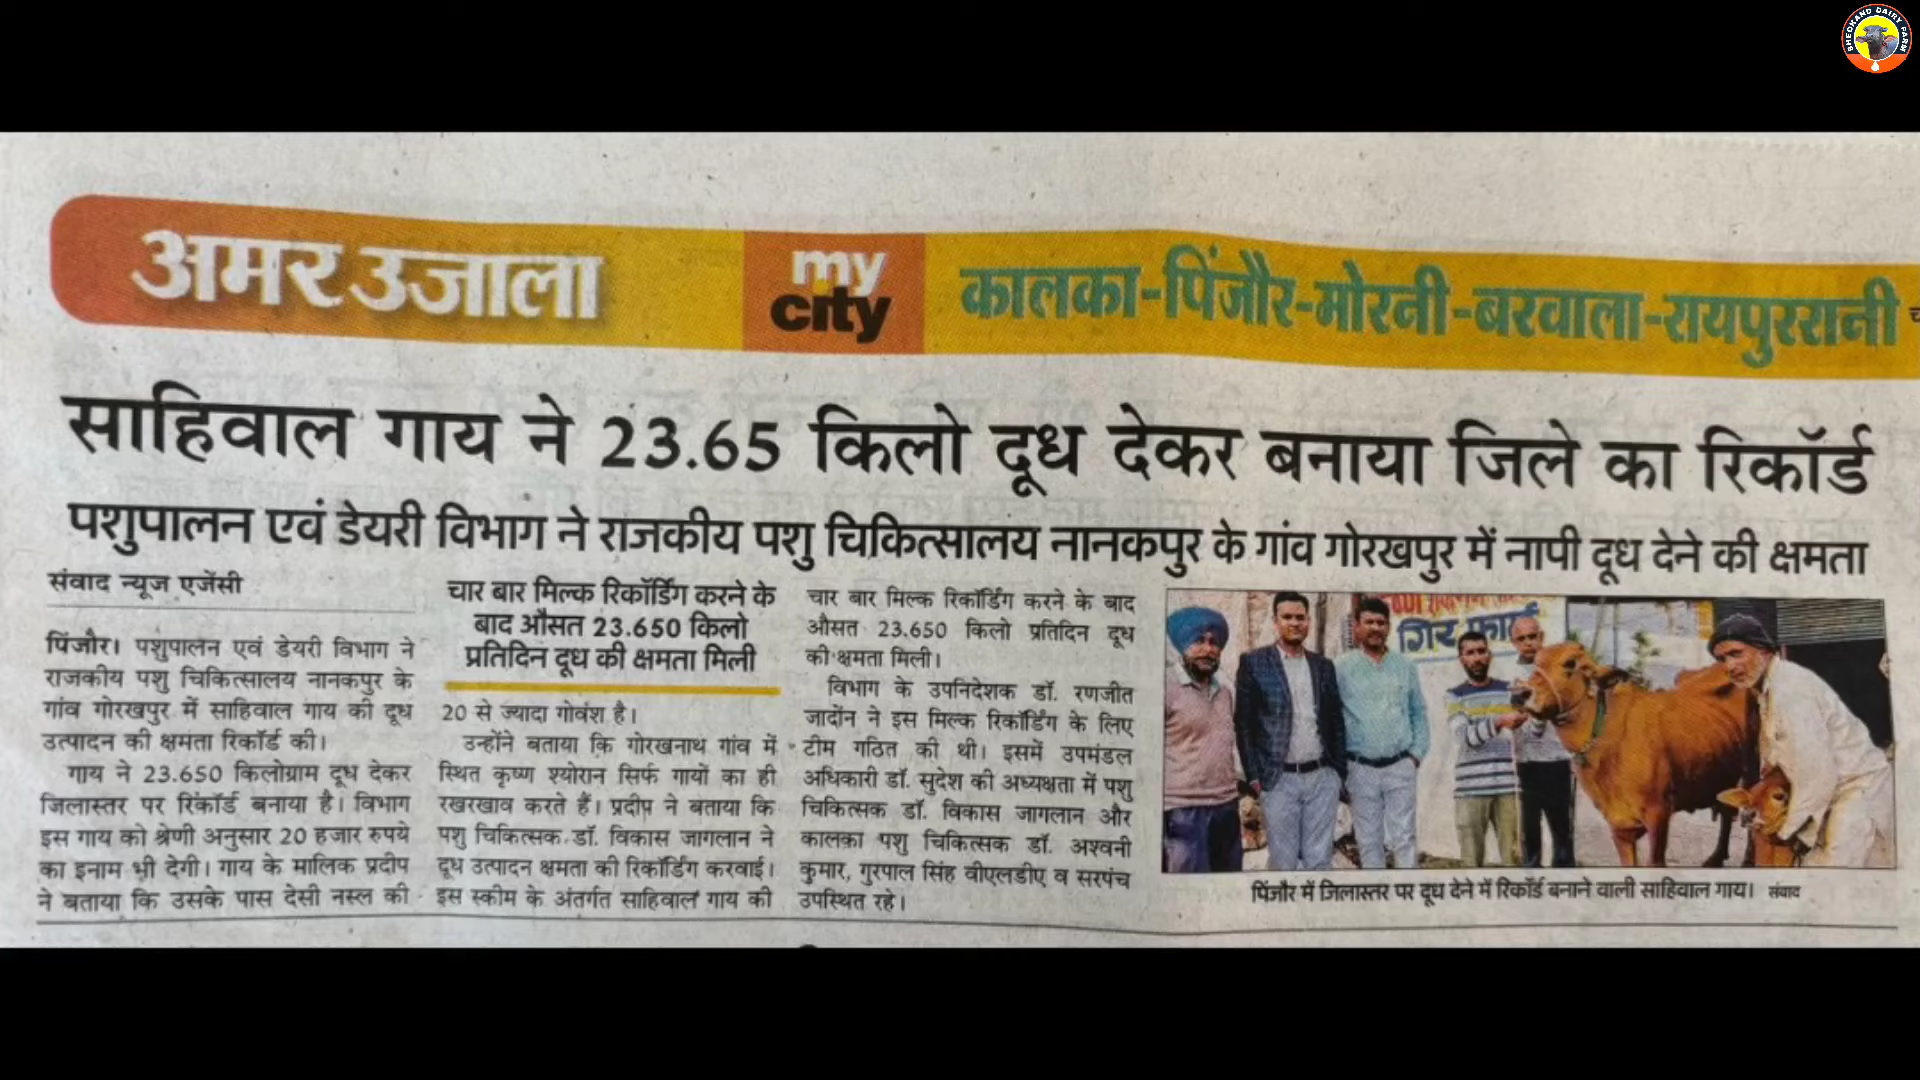 SHEOKAND DAIRY FARM
अमर उजाला
my
city
कालका-पिंजौर-मोरनी-बरवाला-रायपुररानी
साहिवाल गाय ने 23.65 किलो दूध देकर बनाया जिले का रिकॉर्ड
पशुपालन एवं डेयरी विभाग ने राजकीय पशु चिकित्सालय नानकपुर के गांव गोरखपुर में नापी दूध देने की क्षमता
संवाद न्यूज एजेंसी
पिंजौर। पशुपालन एवं डेयरी विभाग ने
राजकीय पशु चिकित्सालय नानकपुर के
गांव गोरखपुर में साहिवाल गाय की दूध
उत्पादन की क्षमता रिकॉर्ड की।
गाय ने 23.650 किलोग्राम दूध देकर
जिलास्तर पर रिकॉर्ड बनाया है। विभाग
इस गाय को श्रेणी अनुसार 20 हजार रुपये
का इनाम भी देगी। गाय के मालिक प्रदीप
ने बताया कि उसके पास देसी नस्ल की
चार बार मिल्क रिकॉर्डिंग करने के
बाद औसत 23.650 किलो
प्रतिदिन दूध की क्षमता मिली
20 से ज्यादा गोवंश है।
उन्होंने बताया कि गोरखनाथ गांव में
स्थित कृष्ण श्योरान सिर्फ गायों का ही
रखरखाव करते हैं। प्रदीप ने बताया कि
पशु चिकित्सक डॉ. विकास जागलान ने
दूध उत्पादन क्षमता की रिकॉर्डिंग करवाई।
इस स्कीम के अंतर्गत साहिवाल गाय की
चार बार मिल्क रिकॉर्डिंग करने के बाद
औसत 23.650 किलो प्रतिदिन दूध
की क्षमता मिली।
विभाग के उपनिदेशक डॉ. रणजीत
जादोंन ने इस मिल्क रिकॉर्डिंग के लिए
टीम गठित की थी। इसमें उपमंडल
अधिकारी डॉ. सुदेश की अध्यक्षता में पशु
चिकित्सक डॉ. विकास जागलान और
कालका पशु चिकित्सक डॉ. अश्वनी
कुमार, गुरपाल सिंह वीएलडीए व सरपंच
उपस्थित रहे।
गिर फार्म
पिंजौर में जिलास्तर पर दूध देने में रिकॉर्ड बनाने वाली साहिवाल गाय। संवाद